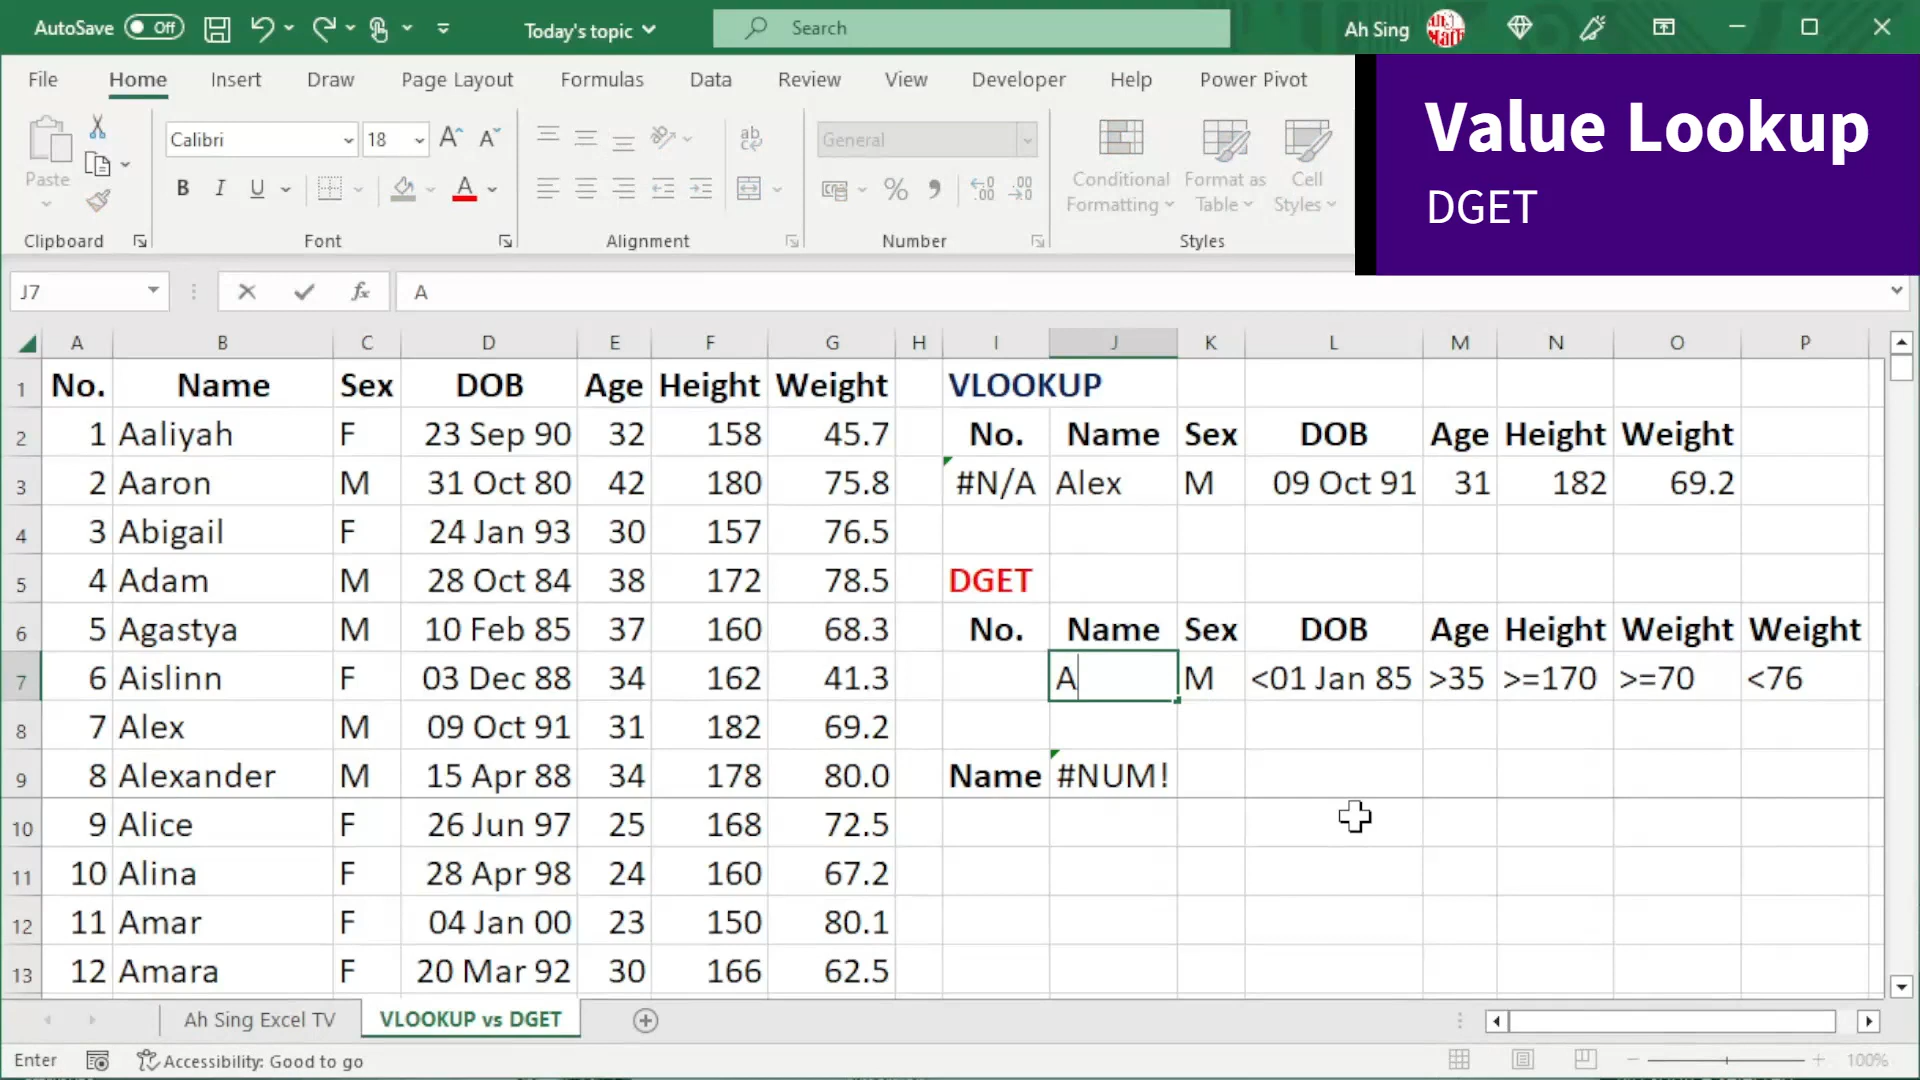 AutoSave Off Today's topic Search Ah Sing
File Home Insert Draw Page Layout Formulas Data Review View Developer Help Power Pivot
Value Lookup
DGET
Calibri 18 A A ab General
Paste B I U A % Conditional Formatting Format as Table Cell Styles
Clipboard Font Alignment Number Styles
J7 fx A
A B C D E F G H I J K L M N O P
1 No. Name Sex DOB Age Height Weight VLOOKUP
2 1 Aaliyah F 23 Sep 90 32 158 45.7 No. Name Sex DOB Age Height Weight
3 2 Aaron M 31 Oct 80 42 180 75.8 #N/A Alex M 09 Oct 91 31 182 69.2
4 3 Abigail F 24 Jan 93 30 157 76.5
5 4 Adam M 28 Oct 84 38 172 78.5 DGET
6 5 Agastya M 10 Feb 85 37 160 68.3 No. Name Sex DOB Age Height Weight Weight
7 6 Aislinn F 03 Dec 88 34 162 41.3 A M <01 Jan 85 >35 >=170 >=70 <76
8 7 Alex M 09 Oct 91 31 182 69.2
9 8 Alexander M 15 Apr 88 34 178 80.0 Name #NUM!
10 9 Alice F 26 Jun 97 25 168 72.5
11 10 Alina F 28 Apr 98 24 160 67.2
12 11 Amar F 04 Jan 00 23 150 80.1
13 12 Amara F 20 Mar 92 30 166 62.5
Ah Sing Excel TV VLOOKUP vs DGET
Enter Accessibility: Good to go 100%